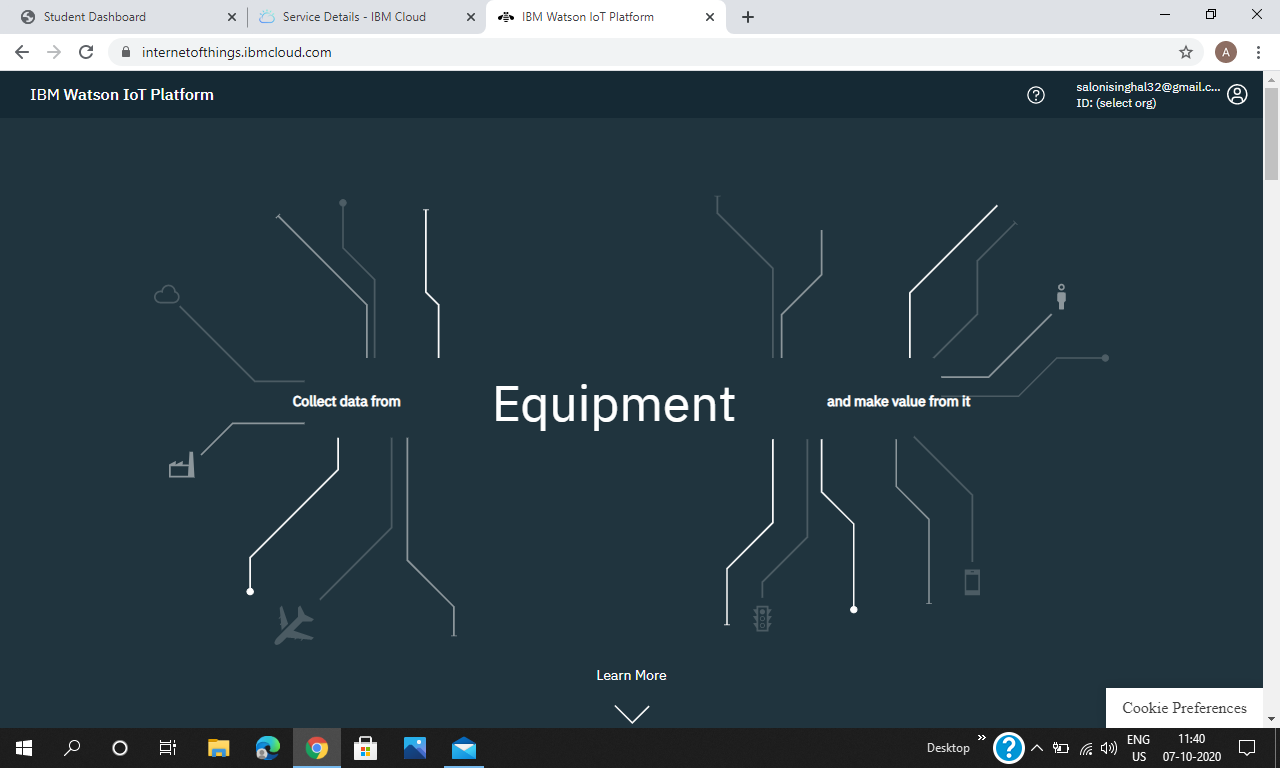 Student Dashboard
Service Details - IBM Cloud
IBM Watson IoT Platform
internetofthings.ibmcloud.com
A
IBM Watson IoT Platform
salonisinghal32@gmail.c...
ID: (select org)
Collect data from
Equipment
and make value from it
Learn More
Cookie Preferences
Desktop
ENG
US
11:40
07-10-2020